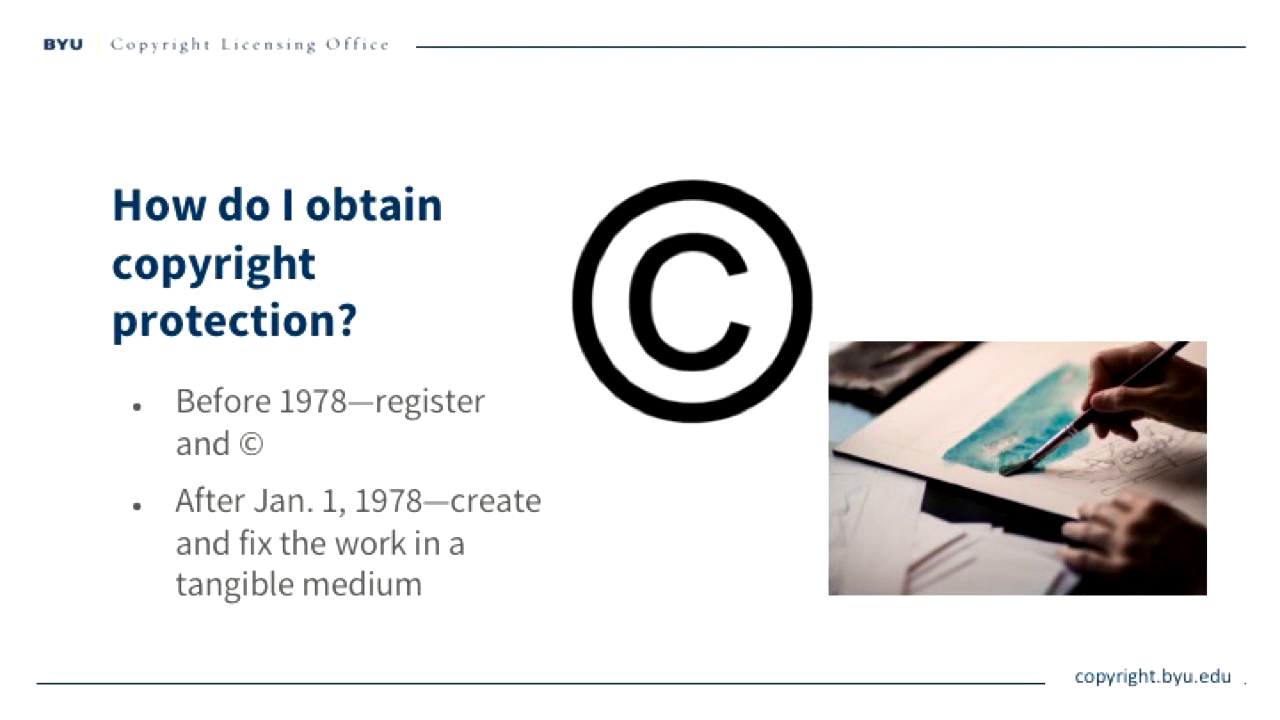 BYU Copyright Licensing Office
How do I obtain
copyright
protection?
• Before 1978—register
and ©
• After Jan. 1, 1978—create
and fix the work in a
tangible medium
©
copyright.byu.edu